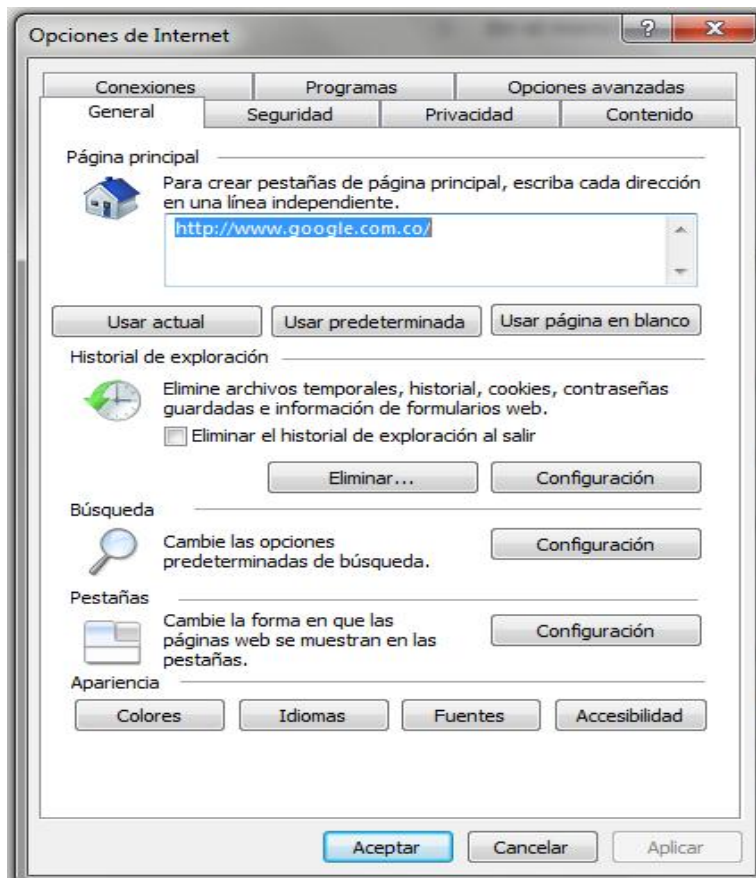 Opciones de Internet
Conexiones Programas Opciones avanzadas
General Seguridad Privacidad Contenido
Página principal
Para crear pestañas de página principal, escriba cada dirección
en una línea independiente.
http://www.google.com.co/
Usar actual Usar predeterminada Usar página en blanco
Historial de exploración
Elimine archivos temporales, historial, cookies, contraseñas
guardadas e información de formularios web.
Eliminar el historial de exploración al salir
Eliminar... Configuración
Búsqueda
Cambie las opciones
predeterminadas de búsqueda.
Configuración
Pestañas
Cambie la forma en que las
páginas web se muestran en las
pestañas.
Configuración
Apariencia
Colores Idiomas Fuentes Accesibilidad
Aceptar Cancelar Aplicar